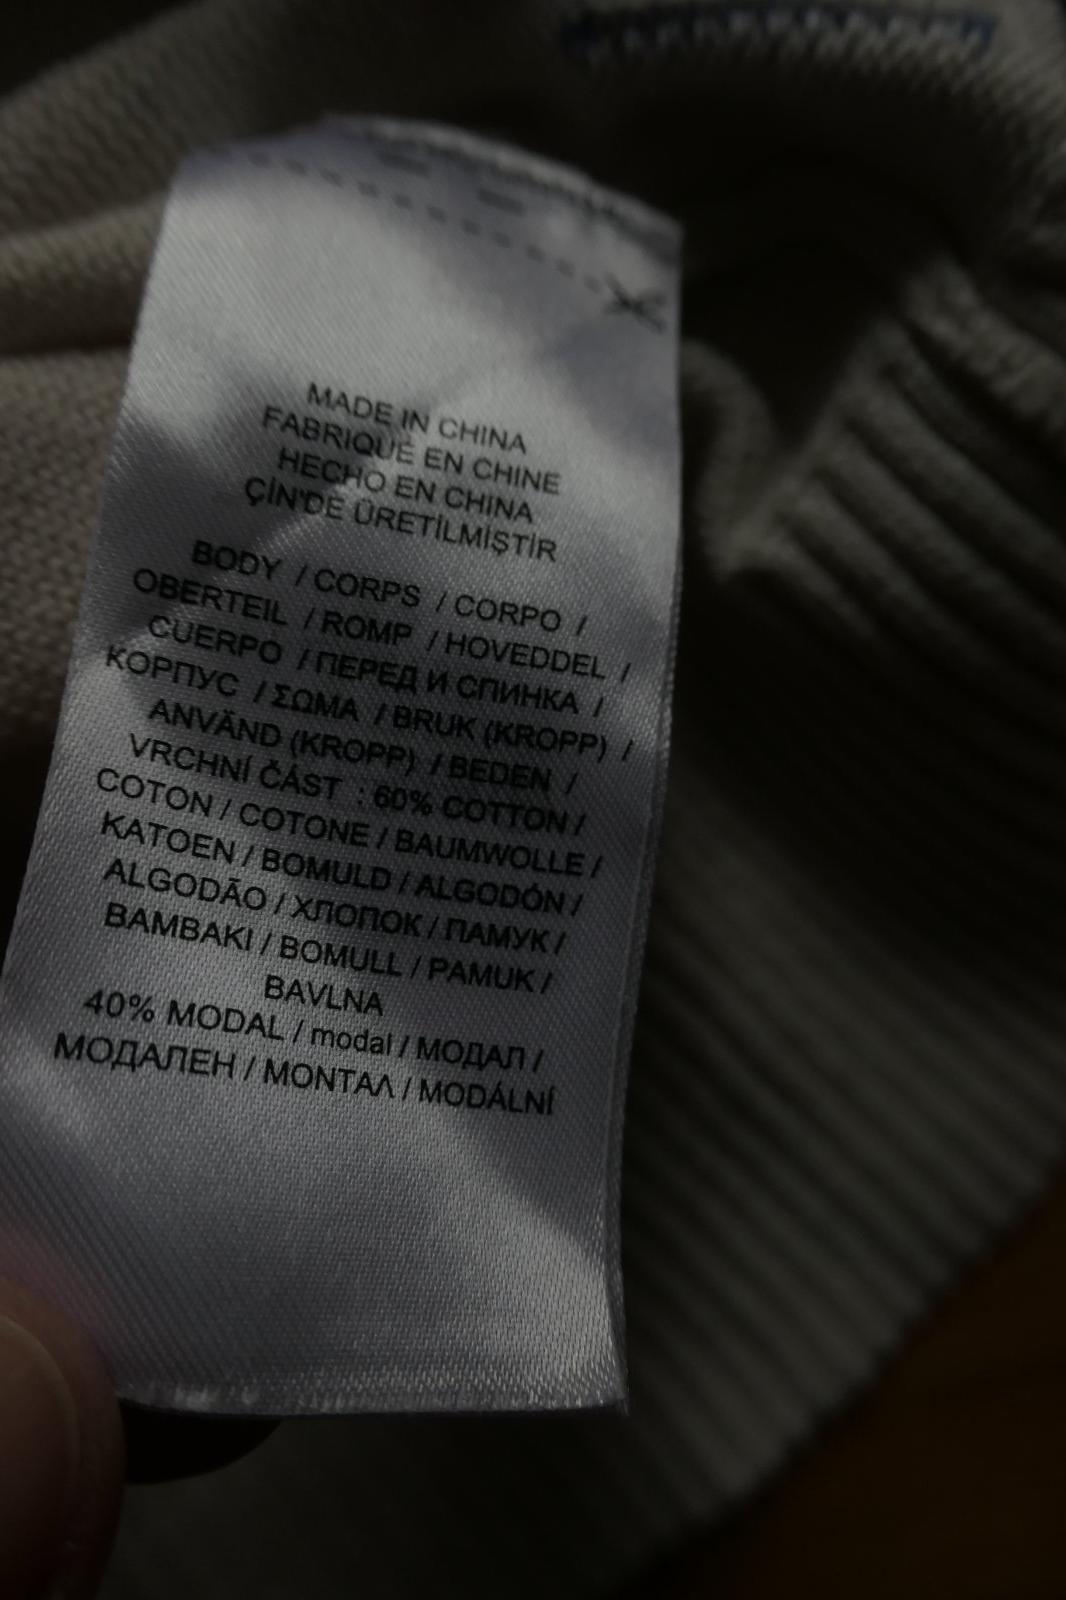 MADE IN CHINA
FABRIQUÉ EN CHINE
HECHO EN CHINA
ÇİN'DE ÜRETİLMİŞTİR
BODY / CORPS / CORPO /
OBERTEIL / ROMP / HOVEDDEL /
CUERPO / ПЕРЕД И СПИНКА /
КОРПУС / ΣΩΜΑ / BRUK (KROPP) /
ANVÄND (KROPP) / BEDEN /
VRCHNÍ ČÁST : 60% COTTON /
COTON / COTONE / BAUMWOLLE /
KATOEN / BOMULD / ALGODÓN /
ALGODÃO / ХЛОПОК / ПАМУК /
BAMBAKI / BOMULL / PAMUK /
BAVLNA
40% MODAL / modal / МОДАЛ /
МОДАЛЕН / ΜΟΝΤΑΛ / MODÁLNÍ